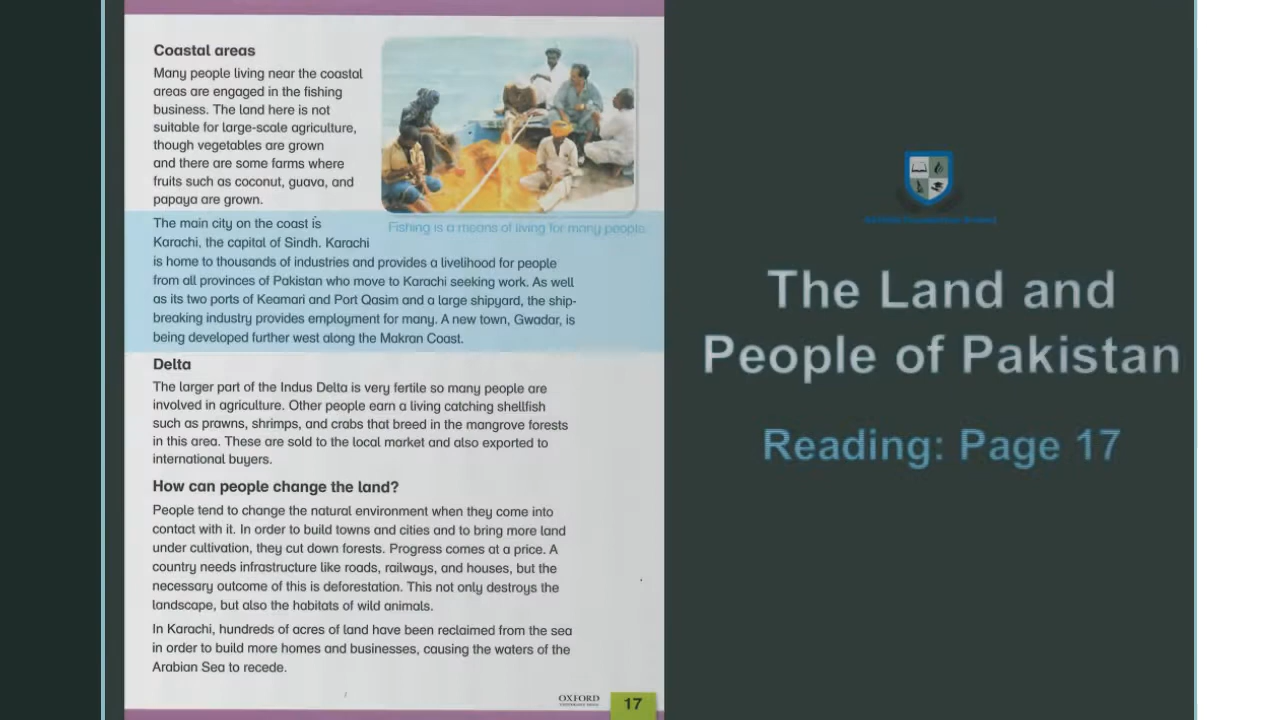 Coastal areas
Many people living near the coastal
areas are engaged in the fishing
business. The land here is not
suitable for large-scale agriculture,
though vegetables are grown
and there are some farms where
fruits such as coconut, guava, and
papaya are grown.
Fishing is a means of living for many people.
The main city on the coast is
Karachi, the capital of Sindh. Karachi
is home to thousands of industries and provides a livelihood for people
from all provinces of Pakistan who move to Karachi seeking work. As well
as its two ports of Keamari and Port Qasim and a large shipyard, the ship-
breaking industry provides employment for many. A new town, Gwadar, is
being developed further west along the Makran Coast.
Delta
The larger part of the Indus Delta is very fertile so many people are
involved in agriculture. Other people earn a living catching shellfish
such as prawns, shrimps, and crabs that breed in the mangrove forests
in this area. These are sold to the local market and also exported to
international buyers.
How can people change the land?
People tend to change the natural environment when they come into
contact with it. In order to build towns and cities and to bring more land
under cultivation, they cut down forests. Progress comes at a price. A
country needs infrastructure like roads, railways, and houses, but the
necessary outcome of this is deforestation. This not only destroys the
landscape, but also the habitats of wild animals.
In Karachi, hundreds of acres of land have been reclaimed from the sea
in order to build more homes and businesses, causing the waters of the
Arabian Sea to recede.
OXFORD
17
The Land and
People of Pakistan
Reading: Page 17